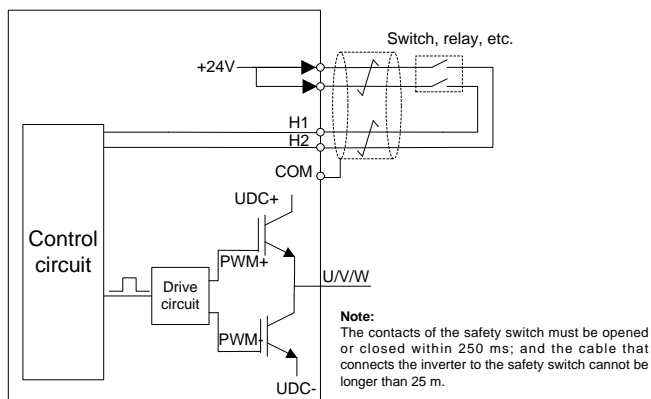 Switch, relay, etc.
+24V
H1
H2
COM
UDC+
Control
circuit
Drive
circuit
PWM+
U/V/W
PWM-
UDC-
Note:
The contacts of the safety switch must be opened
or closed within 250 ms; and the cable that
connects the inverter to the safety switch cannot be
longer than 25 m.